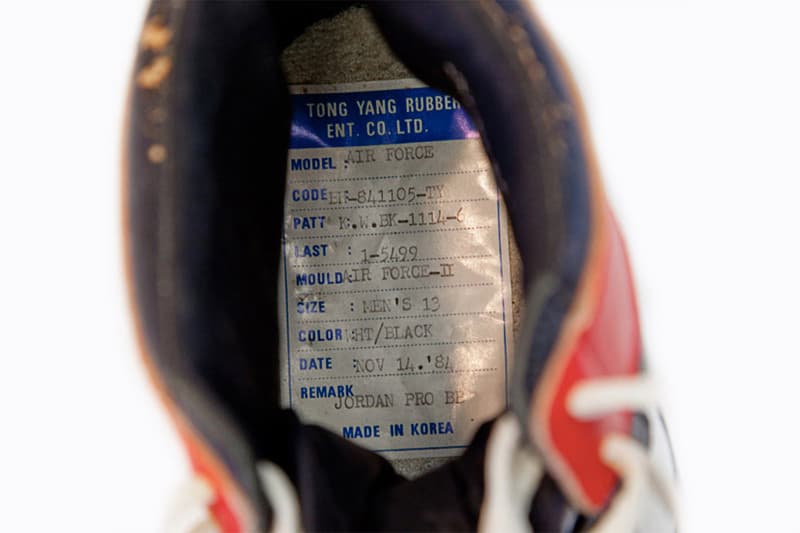 TONG YANG RUBBER
ENT. CO. LTD.
MODEL : AIR FORCE
CODE EH-841105-TY
PATT K.W.BK-1114-6
LAST : 1-5499
MOULD: AIR FORCE-II
SIZE : MEN'S 13
COLOR :HT/BLACK
DATE :NOV 14.'84
REMARK
JORDAN PRO BB
MADE IN KOREA